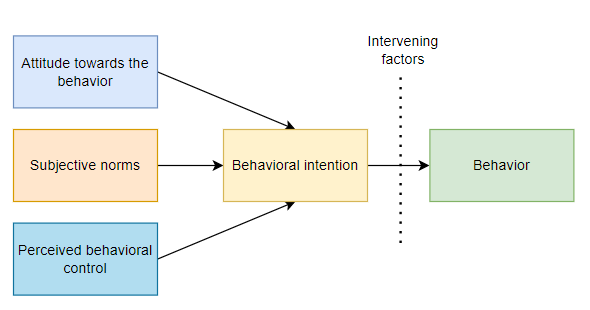 Intervening
factors
Attitude towards the
behavior
Subjective norms
Behavioral intention
Behavior
Perceived behavioral
control